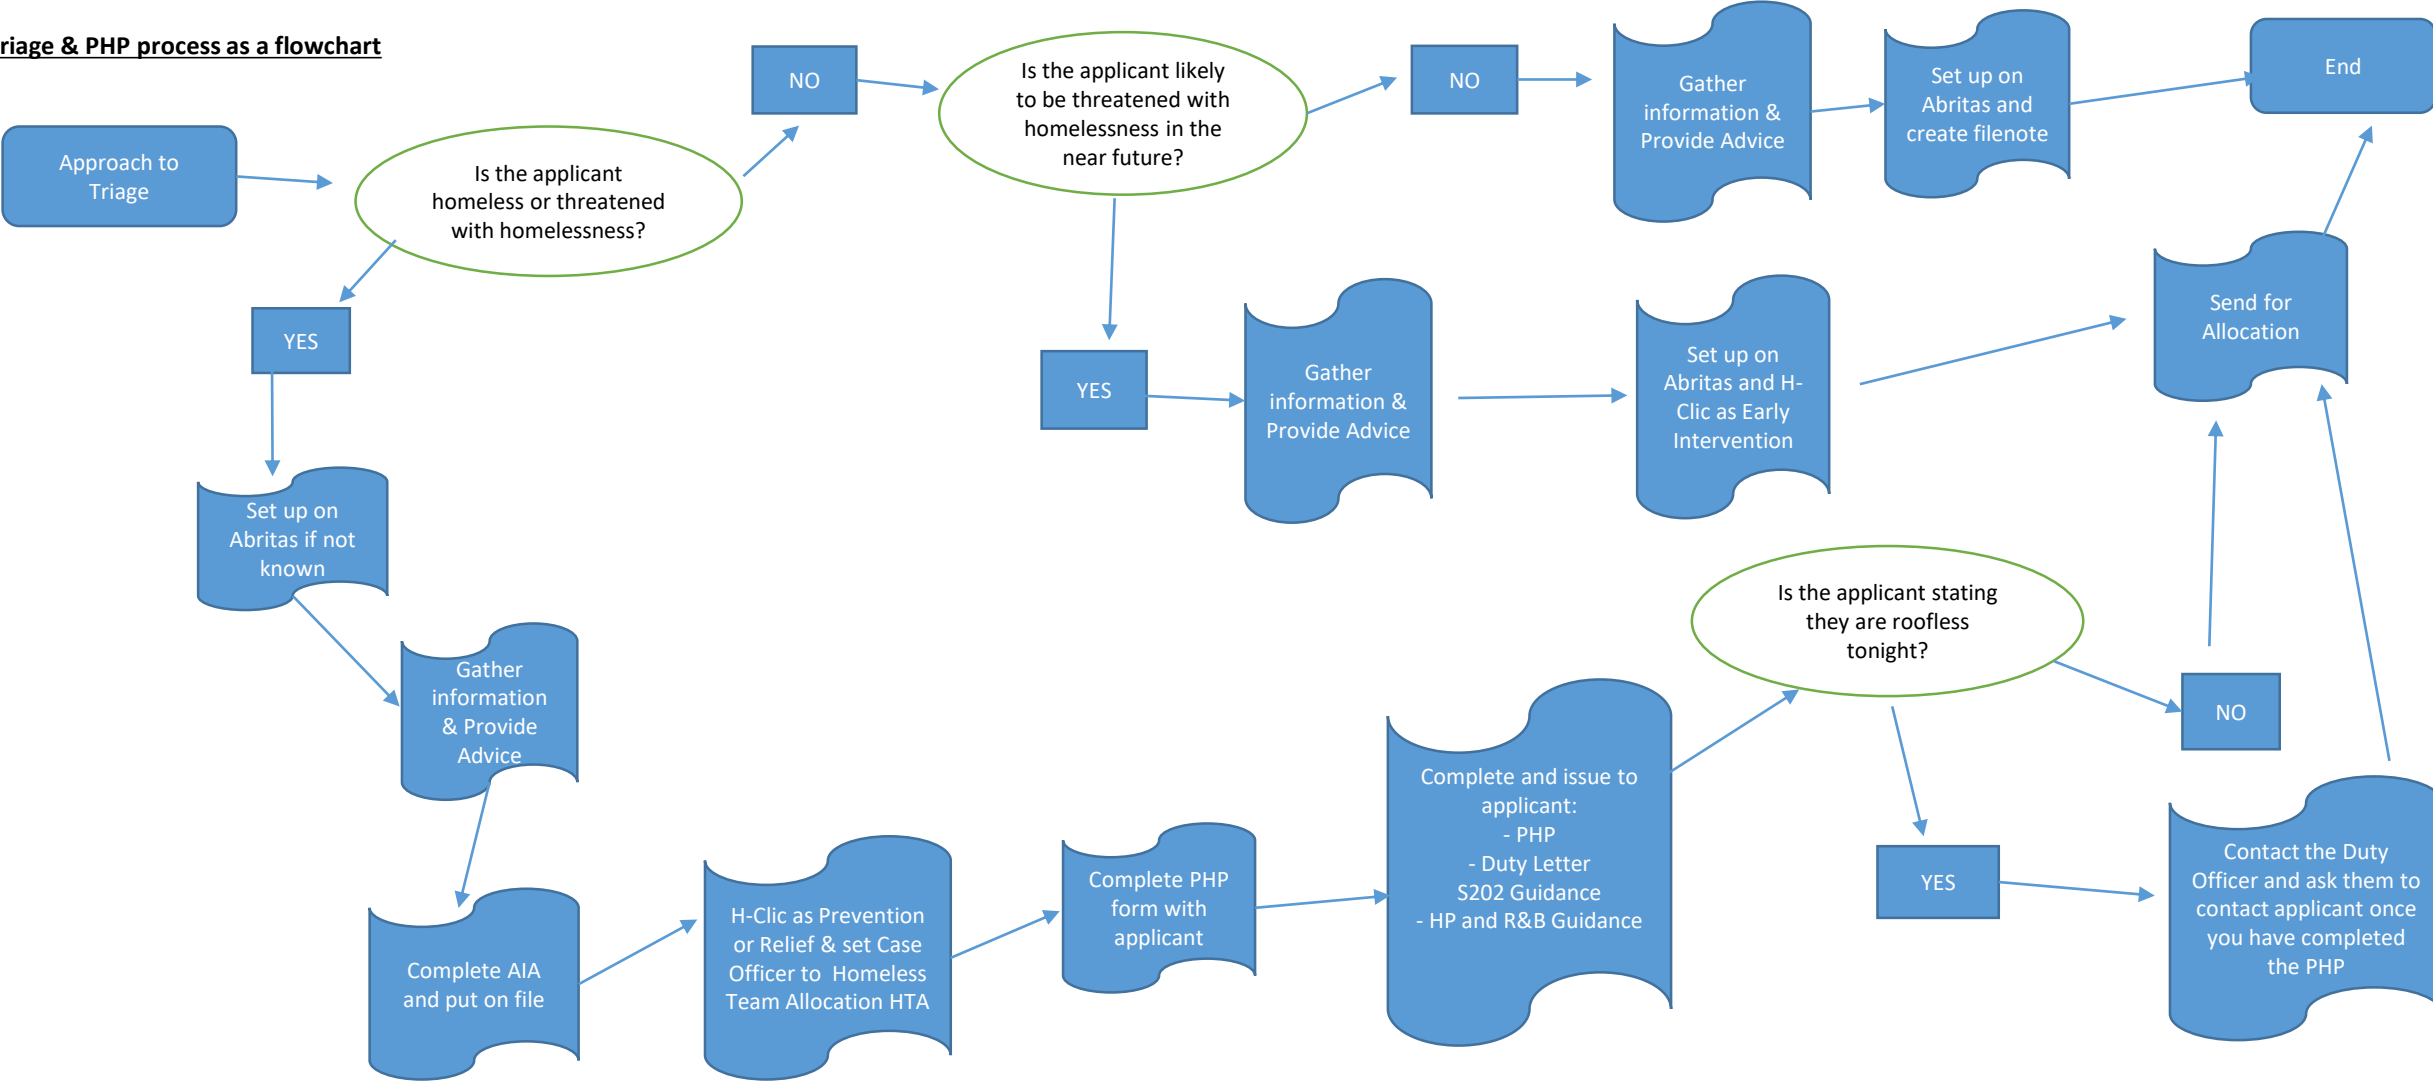 riage & PHP process as a flowchart
Approach to
Triage
Is the applicant
homeless or threatened
with homelessness?
NO
Is the applicant likely
to be threatened with
homelessness in the
near future?
NO
Gather
information &
Provide Advice
Set up on
Abritas and
create filenote
End
YES
YES
Gather
information &
Provide Advice
Set up on
Abritas and H-
Clic as Early
Intervention
Send for
Allocation
Set up on
Abritas if not
known
Gather
information
& Provide
Advice
Complete AIA
and put on file
H-Clic as Prevention
or Relief & set Case
Officer to Homeless
Team Allocation HTA
Complete PHP
form with
applicant
Complete and issue to
applicant:
- PHP
- Duty Letter
S202 Guidance
- HP and R&B Guidance
Is the applicant stating
they are roofless
tonight?
NO
YES
Contact the Duty
Officer and ask them to
contact applicant once
you have completed
the PHP